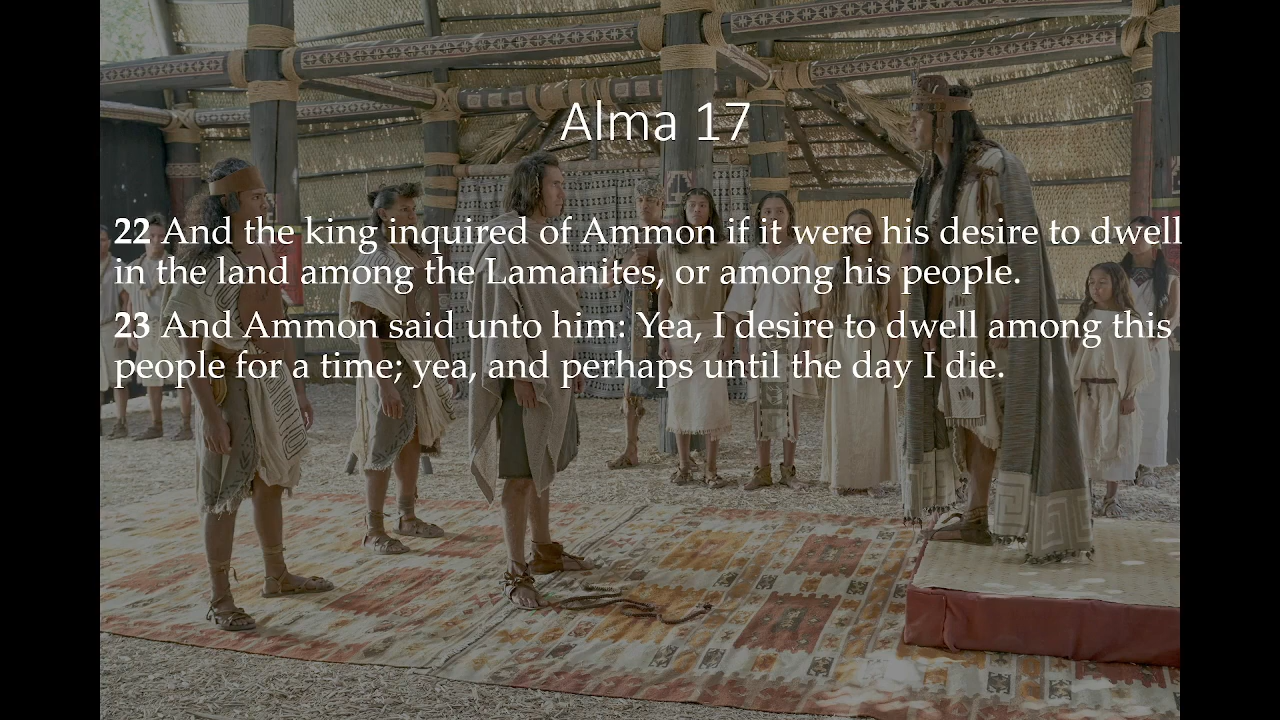 Alma 17
22 And the king inquired of Ammon if it were his desire to dwell
in the land among the Lamanites, or among his people.
23 And Ammon said unto him: Yea, I desire to dwell among this
people for a time; yea, and perhaps until the day I die.